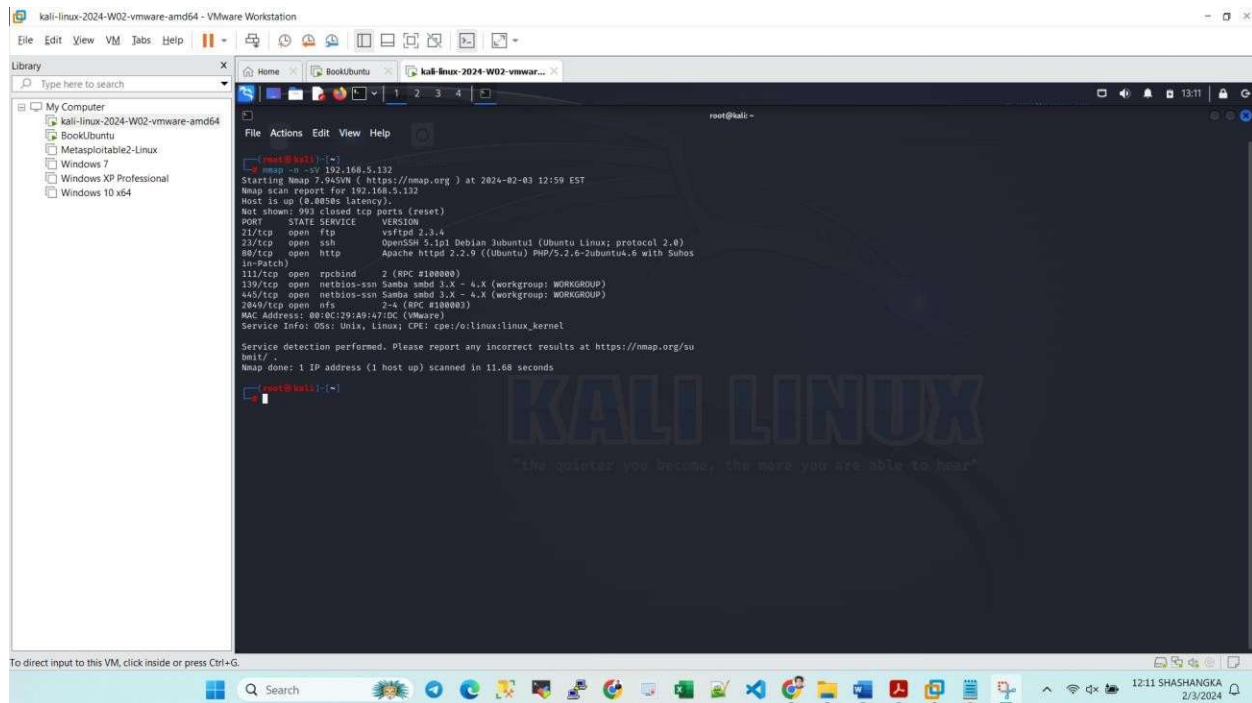 kali-linux-2024-W02-vmware-amd64 - VMware Workstation
File Edit View VM Tabs Help
Library X
Type here to search
My Computer
kali-linux-2024-W02-vmware-amd64
BookUbuntu
Metasploitable2-Linux
Windows 7
Windows XP Professional
Windows 10 x64
Home BookUbuntu kali-linux-2024-W02-vmwar...
1 2 3 4
13:11
root@kali: ~
File Actions Edit View Help
(root@kali)-[~]
# nmap -n -sV 192.168.5.132
Starting Nmap 7.94SVN ( https://nmap.org ) at 2024-02-03 12:59 EST
Nmap scan report for 192.168.5.132
Host is up (0.0050s latency).
Not shown: 993 closed tcp ports (reset)
PORT STATE SERVICE VERSION
21/tcp open ftp vsftpd 2.3.4
23/tcp open ssh OpenSSH 5.1p1 Debian 3ubuntu1 (Ubuntu Linux; protocol 2.0)
80/tcp open http Apache httpd 2.2.9 ((Ubuntu) PHP/5.2.6-2ubuntu4.6 with Suhos
in-Patch)
111/tcp open rpcbind 2 (RPC #100000)
139/tcp open netbios-ssn Samba smbd 3.X - 4.X (workgroup: WORKGROUP)
445/tcp open netbios-ssn Samba smbd 3.X - 4.X (workgroup: WORKGROUP)
2049/tcp open nfs 2-4 (RPC #100003)
MAC Address: 00:0C:29:A9:47:DC (VMware)
Service Info: OSs: Unix, Linux; CPE: cpe:/o:linux:linux_kernel
Service detection performed. Please report any incorrect results at https://nmap.org/su
bmit/ .
Nmap done: 1 IP address (1 host up) scanned in 11.68 seconds
(root@kali)-[~]
#
KALI LINUX
"the quieter you become, the more you are able to hear"
To direct input to this VM, click inside or press Ctrl+G.
Search
12:11 SHASHANGKA
2/3/2024